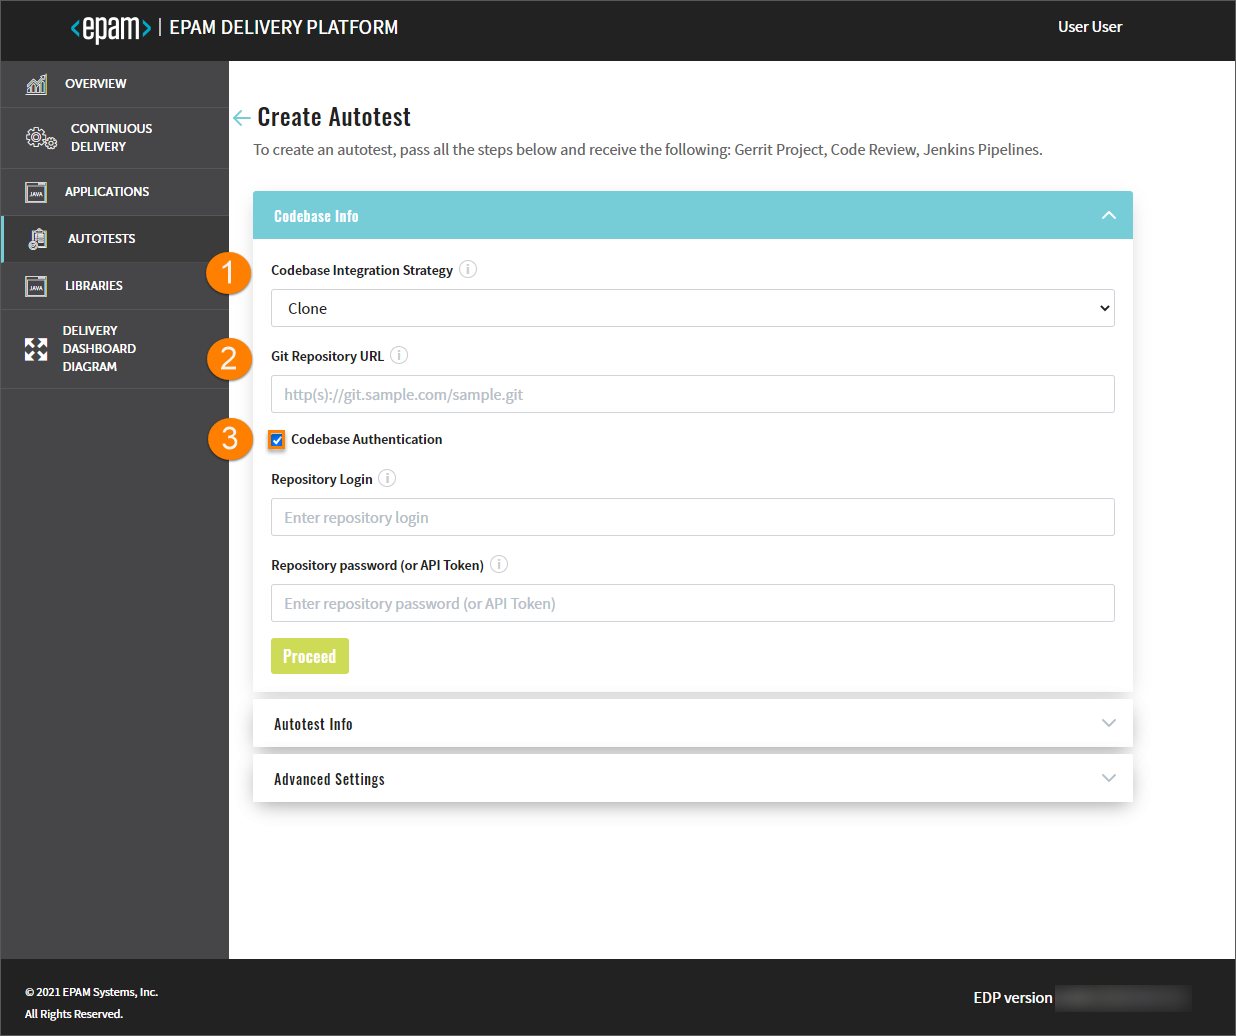 <epam> | EPAM DELIVERY PLATFORM
User User
OVERVIEW
CONTINUOUS
DELIVERY
APPLICATIONS
AUTOTESTS
LIBRARIES
DELIVERY
DASHBOARD
DIAGRAM
Create Autotest
To create an autotest, pass all the steps below and receive the following: Gerrit Project, Code Review, Jenkins Pipelines.
Codebase Info
1
Codebase Integration Strategy i
Clone
2
Git Repository URL i
http(s)://git.sample.com/sample.git
3
Codebase Authentication
Repository Login i
Enter repository login
Repository password (or API Token) i
Enter repository password (or API Token)
Proceed
Autotest Info
Advanced Settings
© 2021 EPAM Systems, Inc.
All Rights Reserved.
EDP version